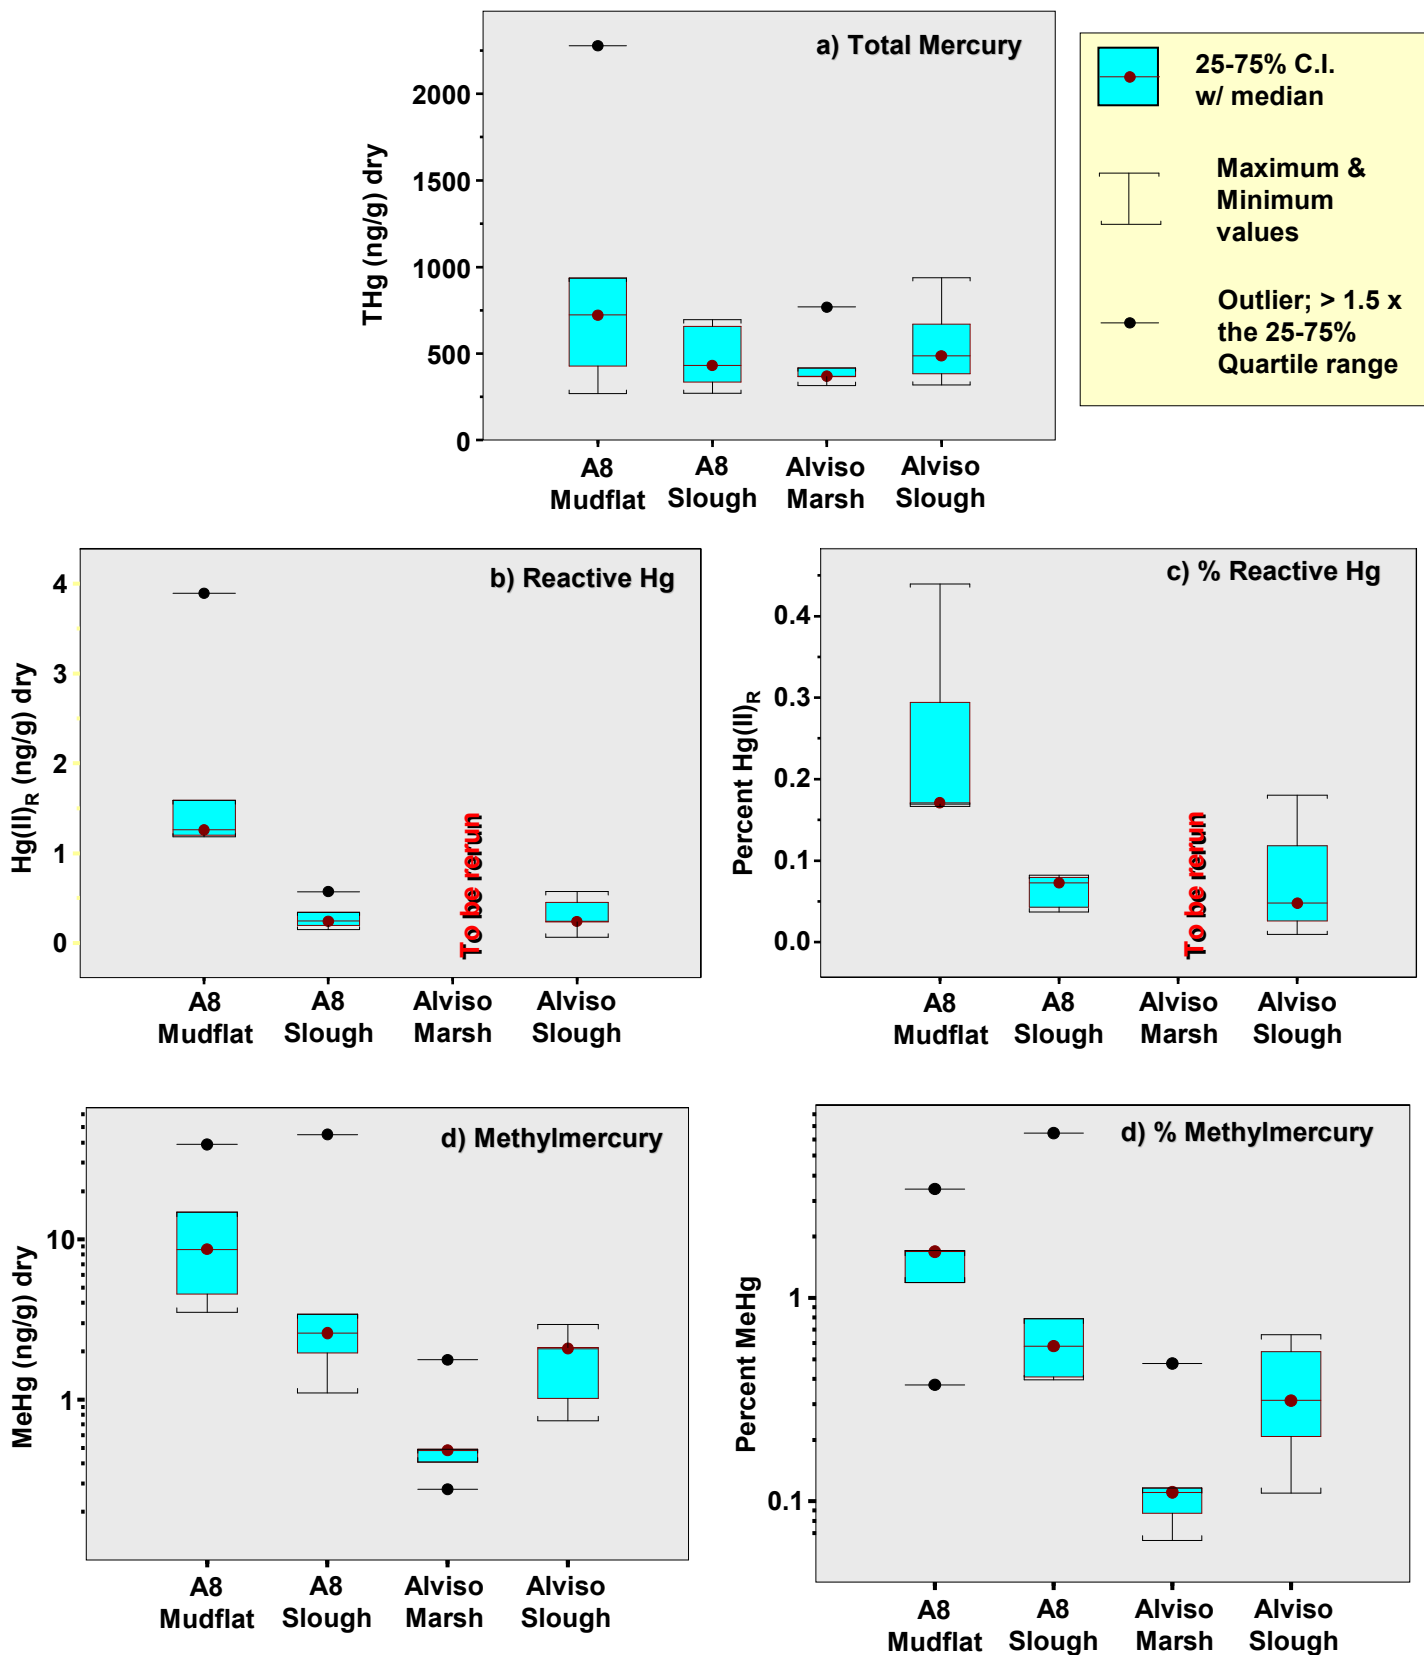 a) Total Mercury
THg (ng/g) dry
2000
1500
1000
500
0
A8
Mudflat
A8
Slough
Alviso
Marsh
Alviso
Slough
25-75% C.I.
w/ median
Maximum &
Minimum
values
Outlier; > 1.5 x
the 25-75%
Quartile range
b) Reactive Hg
Hg(II)R (ng/g) dry
4
3
2
1
0
To be rerun
A8
Mudflat
A8
Slough
Alviso
Marsh
Alviso
Slough
c) % Reactive Hg
Percent Hg(II)R
0.4
0.3
0.2
0.1
0.0
To be rerun
A8
Mudflat
A8
Slough
Alviso
Marsh
Alviso
Slough
d) Methylmercury
MeHg (ng/g) dry
10
1
A8
Mudflat
A8
Slough
Alviso
Marsh
Alviso
Slough
d) % Methylmercury
Percent MeHg
1
0.1
A8
Mudflat
A8
Slough
Alviso
Marsh
Alviso
Slough